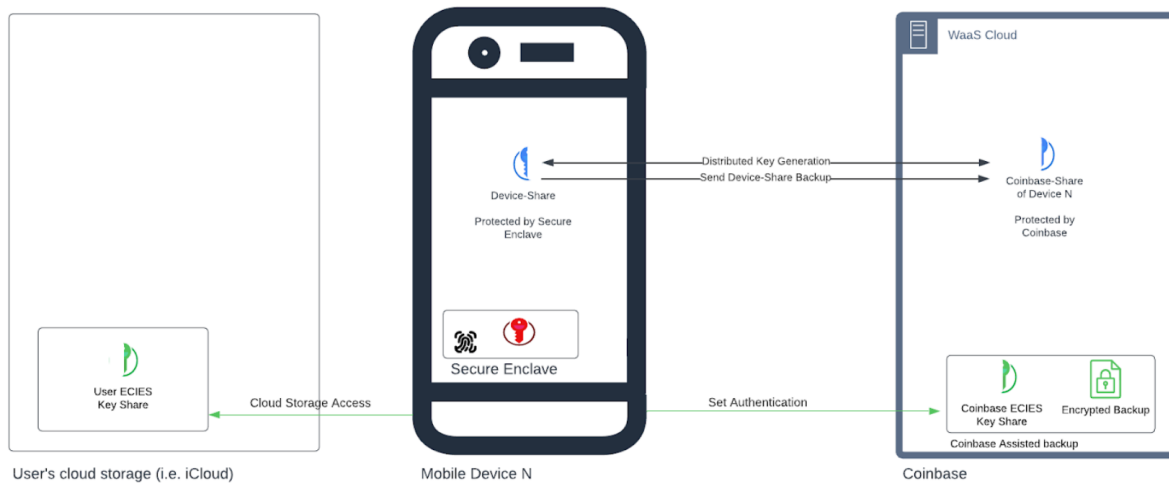 WaaS Cloud
Distributed Key Generation
Send Device-Share Backup
Device-Share
Protected by Secure
Enclave
Coinbase-Share
of Device N
Protected by
Coinbase
User ECIES
Key Share
Cloud Storage Access
Secure Enclave
Set Authentication
Coinbase ECIES
Key Share
Encrypted Backup
Coinbase Assisted backup
User's cloud storage (i.e. iCloud)
Mobile Device N
Coinbase